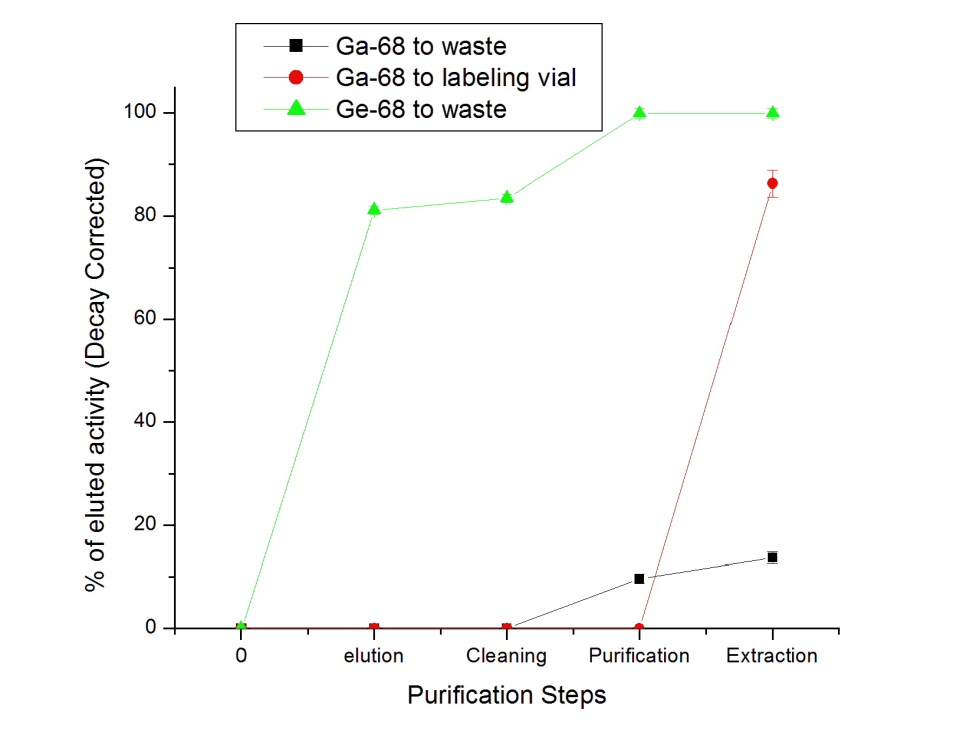 Ga-68 to waste
Ga-68 to labeling vial
Ge-68 to waste
100
80
60
40
20
0
% of eluted activity (Decay Corrected)
0 elution Cleaning Purification Extraction
Purification Steps